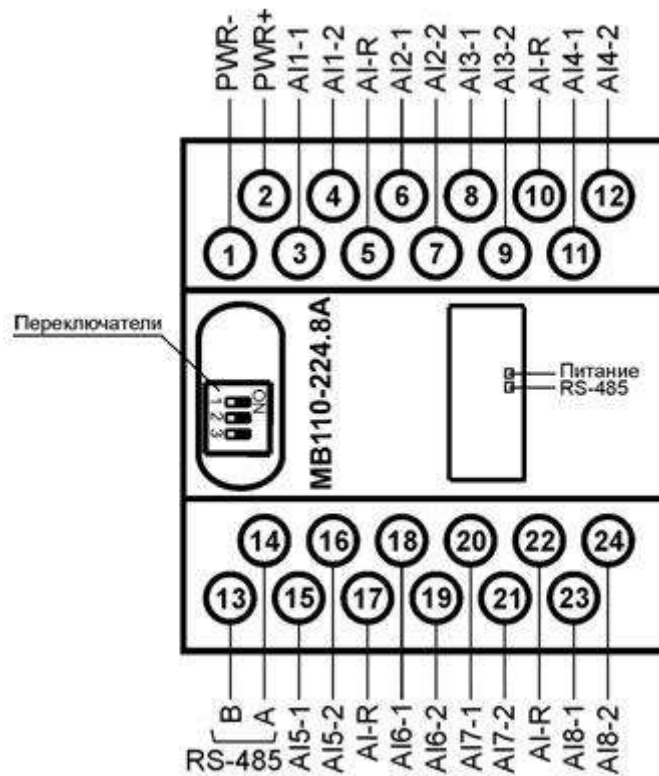 PWR-
PWR+
AI1-1
AI1-2
AI-R
AI2-1
AI2-2
AI3-1
AI3-2
AI-R
AI4-1
AI4-2
2
4
6
8
10
12
1
3
5
7
9
11
Переключатели
ON
1
2
3
МВ110-224.8А
Питание
RS-485
14
16
18
20
22
24
13
15
17
19
21
23
B
A
RS-485
AI5-1
AI5-2
AI-R
AI6-1
AI6-2
AI7-1
AI7-2
AI-R
AI8-1
AI8-2